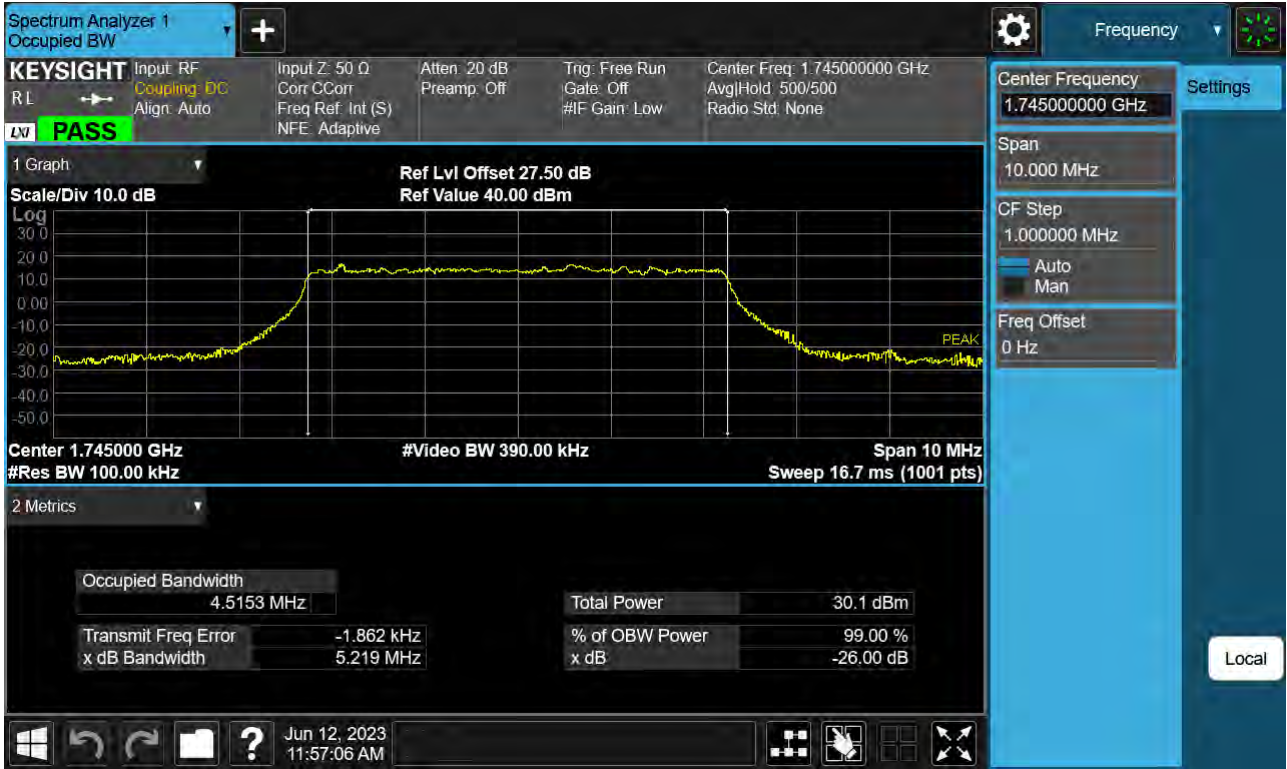 Spectrum Analyzer 1
Occupied BW
Frequency
KEYSIGHT
RL
LXI
PASS
Input: RF
Coupling: DC
Align: Auto
Input Z: 50 Ω
Corr CCorr
Freq Ref: Int (S)
NFE: Adaptive
Atten: 20 dB
Preamp: Off
Trig: Free Run
Gate: Off
#IF Gain: Low
Center Freq: 1.745000000 GHz
Avg|Hold: 500/500
Radio Std: None
1 Graph
Scale/Div 10.0 dB
Ref Lvl Offset 27.50 dB
Ref Value 40.00 dBm
Log
30.0
20.0
10.0
0.00
-10.0
-20.0
-30.0
-40.0
-50.0
PEAK
Center 1.745000 GHz
#Video BW 390.00 kHz
Span 10 MHz
#Res BW 100.00 kHz
Sweep 16.7 ms (1001 pts)
2 Metrics
Occupied Bandwidth
4.5153 MHz
Total Power 30.1 dBm
Transmit Freq Error -1.862 kHz
% of OBW Power 99.00 %
x dB Bandwidth 5.219 MHz
x dB -26.00 dB
Center Frequency
1.745000000 GHz
Settings
Span
10.000 MHz
CF Step
1.000000 MHz
Auto
Man
Freq Offset
0 Hz
Local
?
Jun 12, 2023
11:57:06 AM